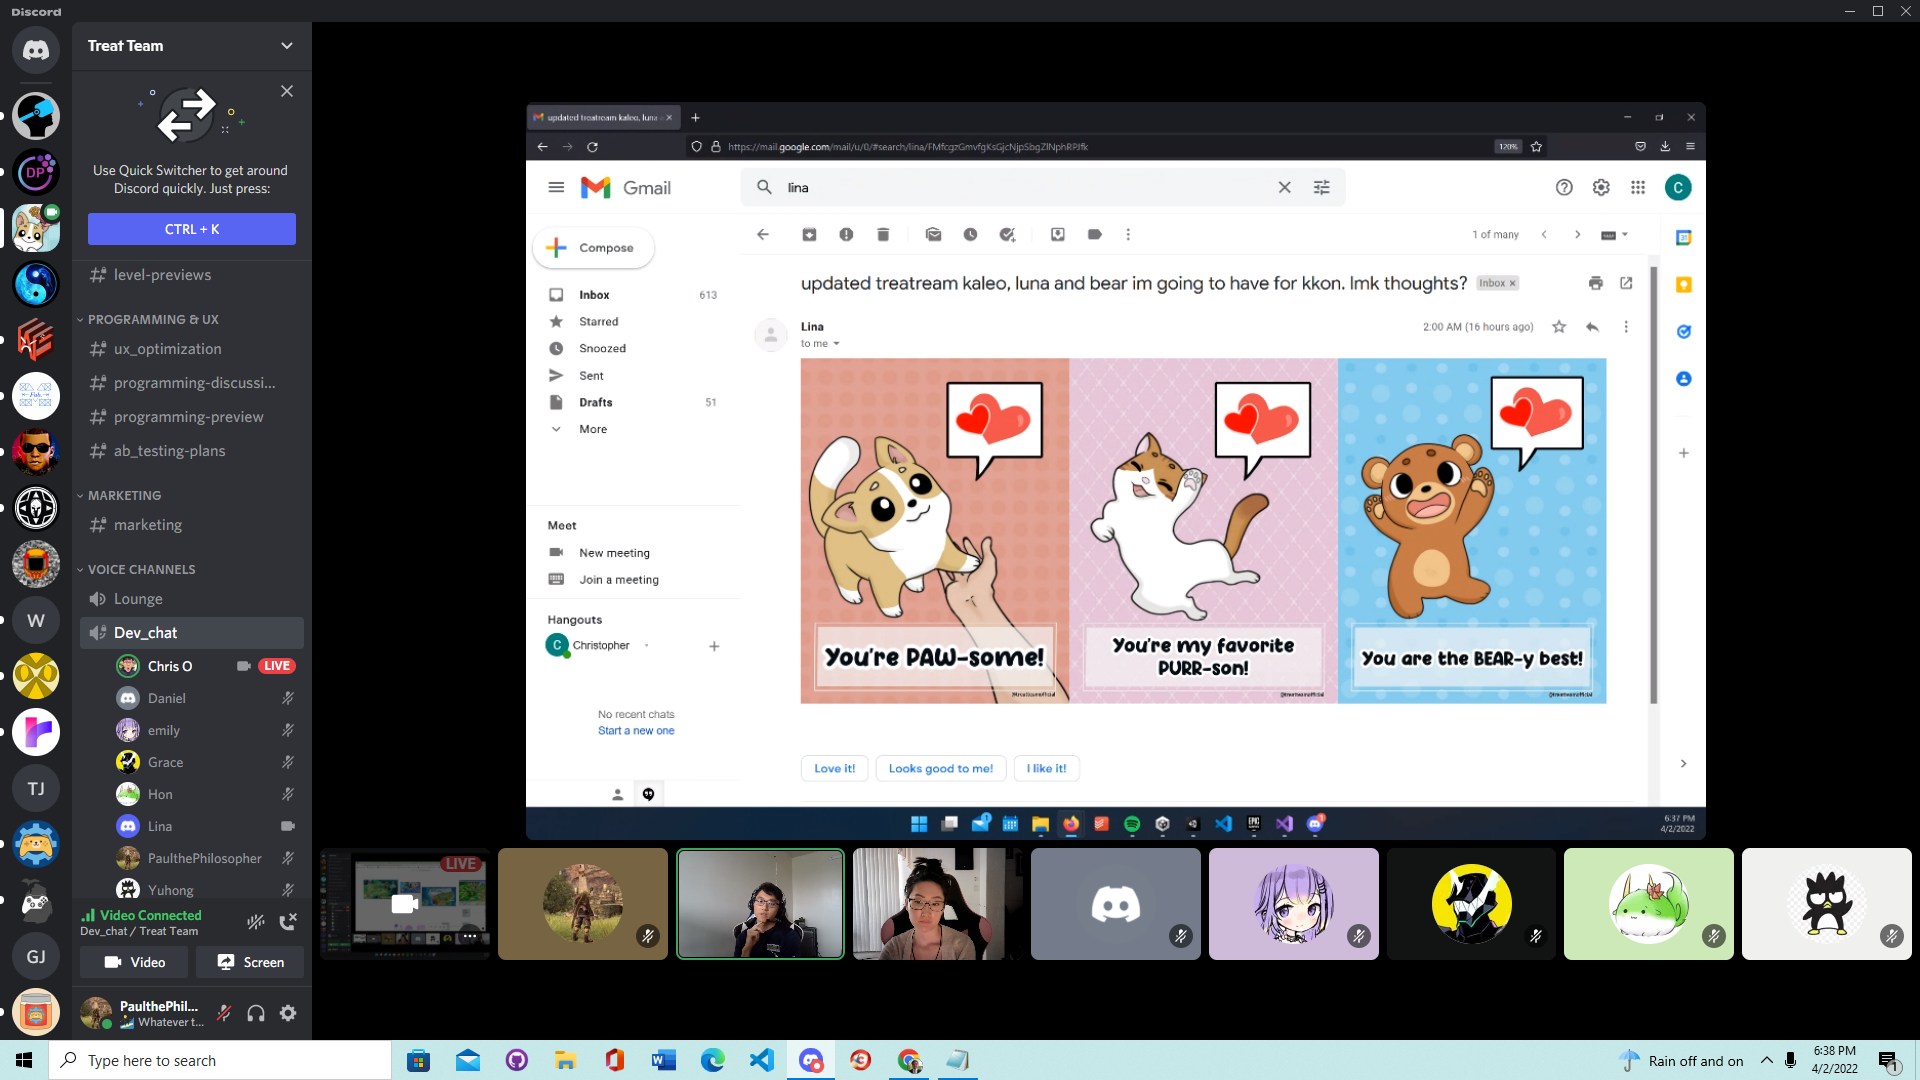 Discord
Treat Team
Use Quick Switcher to get around
Discord quickly. Just press:
CTRL + K
level-previews
PROGRAMMING & UX
ux_optimization
programming-discussi...
programming-preview
ab_testing-plans
MARKETING
marketing
VOICE CHANNELS
Lounge
Dev_chat
Chris O
LIVE
Daniel
emily
Grace
Hon
Lina
PaulthePhilosopher
Yuhong
Video Connected
Dev_chat / Treat Team
Video
Screen
PaulthePhil...
Whatever t...
DP
W
TJ
GJ
updated treatream kaleo, luna
https://mail.google.com/mail/u/0/#search/lina/FMfcgzGmvfgKsGjcNjpSbgZlNphRPJfk
120%
Gmail
lina
C
Compose
1 of many
Inbox
613
Starred
Snoozed
Sent
Drafts
51
More
Meet
New meeting
Join a meeting
Hangouts
C
Christopher
No recent chats
Start a new one
updated treatream kaleo, luna and bear im going to have for kkon. lmk thoughts?
Inbox
Lina
2:00 AM (16 hours ago)
to me
You're PAW-some!
You're my favorite
PURR-son!
You are the BEAR-y best!
@treatteamofficial
@treatteamofficial
@treatteamofficial
Love it!
Looks good to me!
I like it!
EPIC
6:37 PM
4/2/2022
LIVE
Type here to search
Rain off and on
6:38 PM
4/2/2022
1